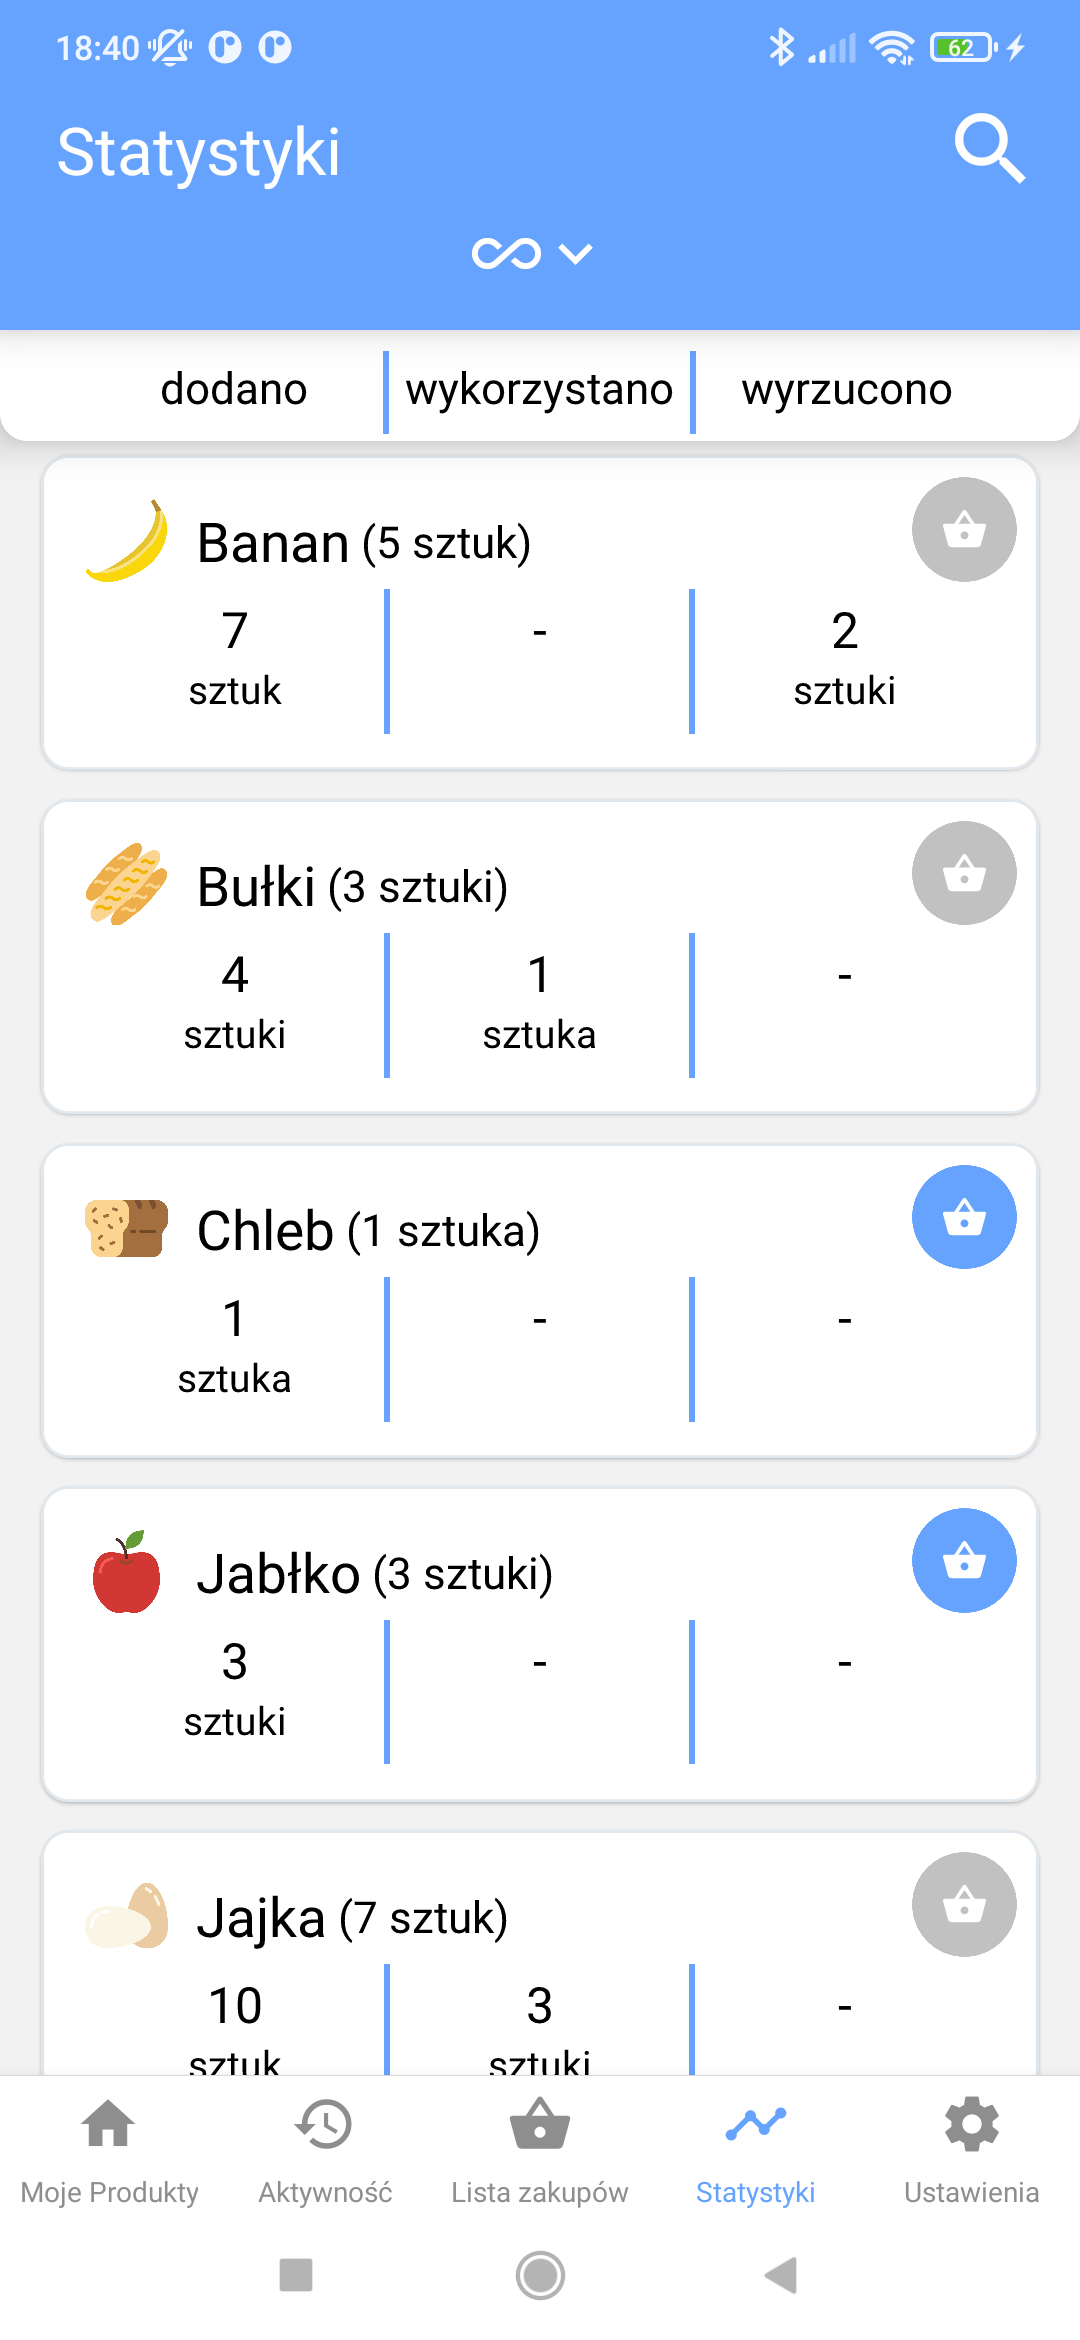 18:40
62
Statystyki
dodano wykorzystano wyrzucono
Banan (5 sztuk)
7 - 2
sztuk sztuki
Bułki (3 sztuki)
4 1 -
sztuki sztuka
Chleb (1 sztuka)
1 - -
sztuka
Jabłko (3 sztuki)
3 - -
sztuki
Jajka (7 sztuk)
10 3 -
sztuk sztuki
Moje Produkty Aktywność Lista zakupów Statystyki Ustawienia